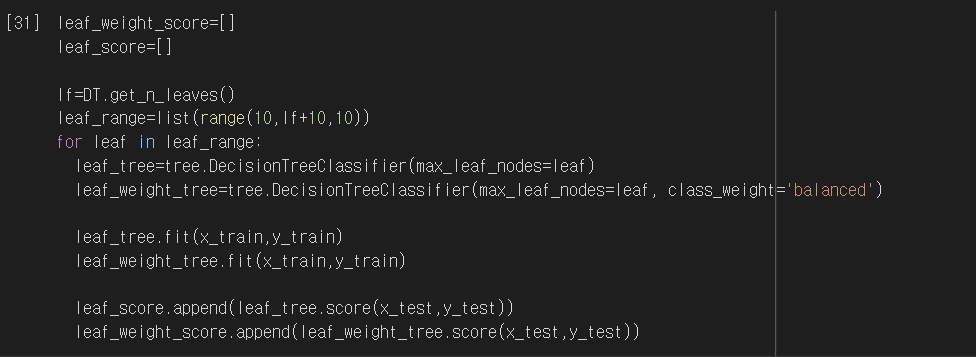 [31] leaf_weight_score=[]
leaf_score=[]
lf=DT.get_n_leaves()
leaf_range=list(range(10,lf+10,10))
for leaf in leaf_range:
leaf_tree=tree.DecisionTreeClassifier(max_leaf_nodes=leaf)
leaf_weight_tree=tree.DecisionTreeClassifier(max_leaf_nodes=leaf, class_weight='balanced')
leaf_tree.fit(x_train,y_train)
leaf_weight_tree.fit(x_train,y_train)
leaf_score.append(leaf_tree.score(x_test,y_test))
leaf_weight_score.append(leaf_weight_tree.score(x_test,y_test))